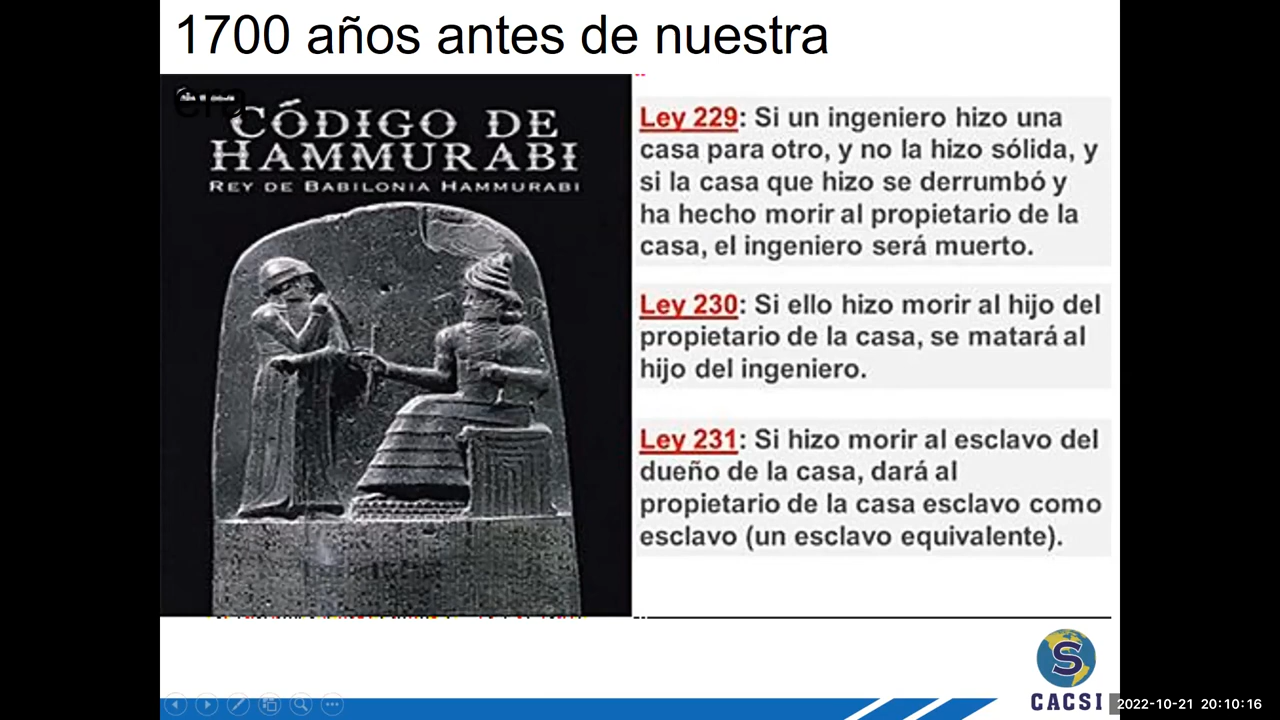 1700 años antes de nuestra
era
CÓDIGO DE
HAMMURABI
REY DE BABILONIA HAMMURABI
Ley 229: Si un ingeniero hizo una
casa para otro, y no la hizo sólida, y
si la casa que hizo se derrumbó y
ha hecho morir al propietario de la
casa, el ingeniero será muerto.
Ley 230: Si ello hizo morir al hijo del
propietario de la casa, se matará al
hijo del ingeniero.
Ley 231: Si hizo morir al esclavo del
dueño de la casa, dará al
propietario de la casa esclavo como
esclavo (un esclavo equivalente).
S
CACSI
2022-10-21 20:10:16